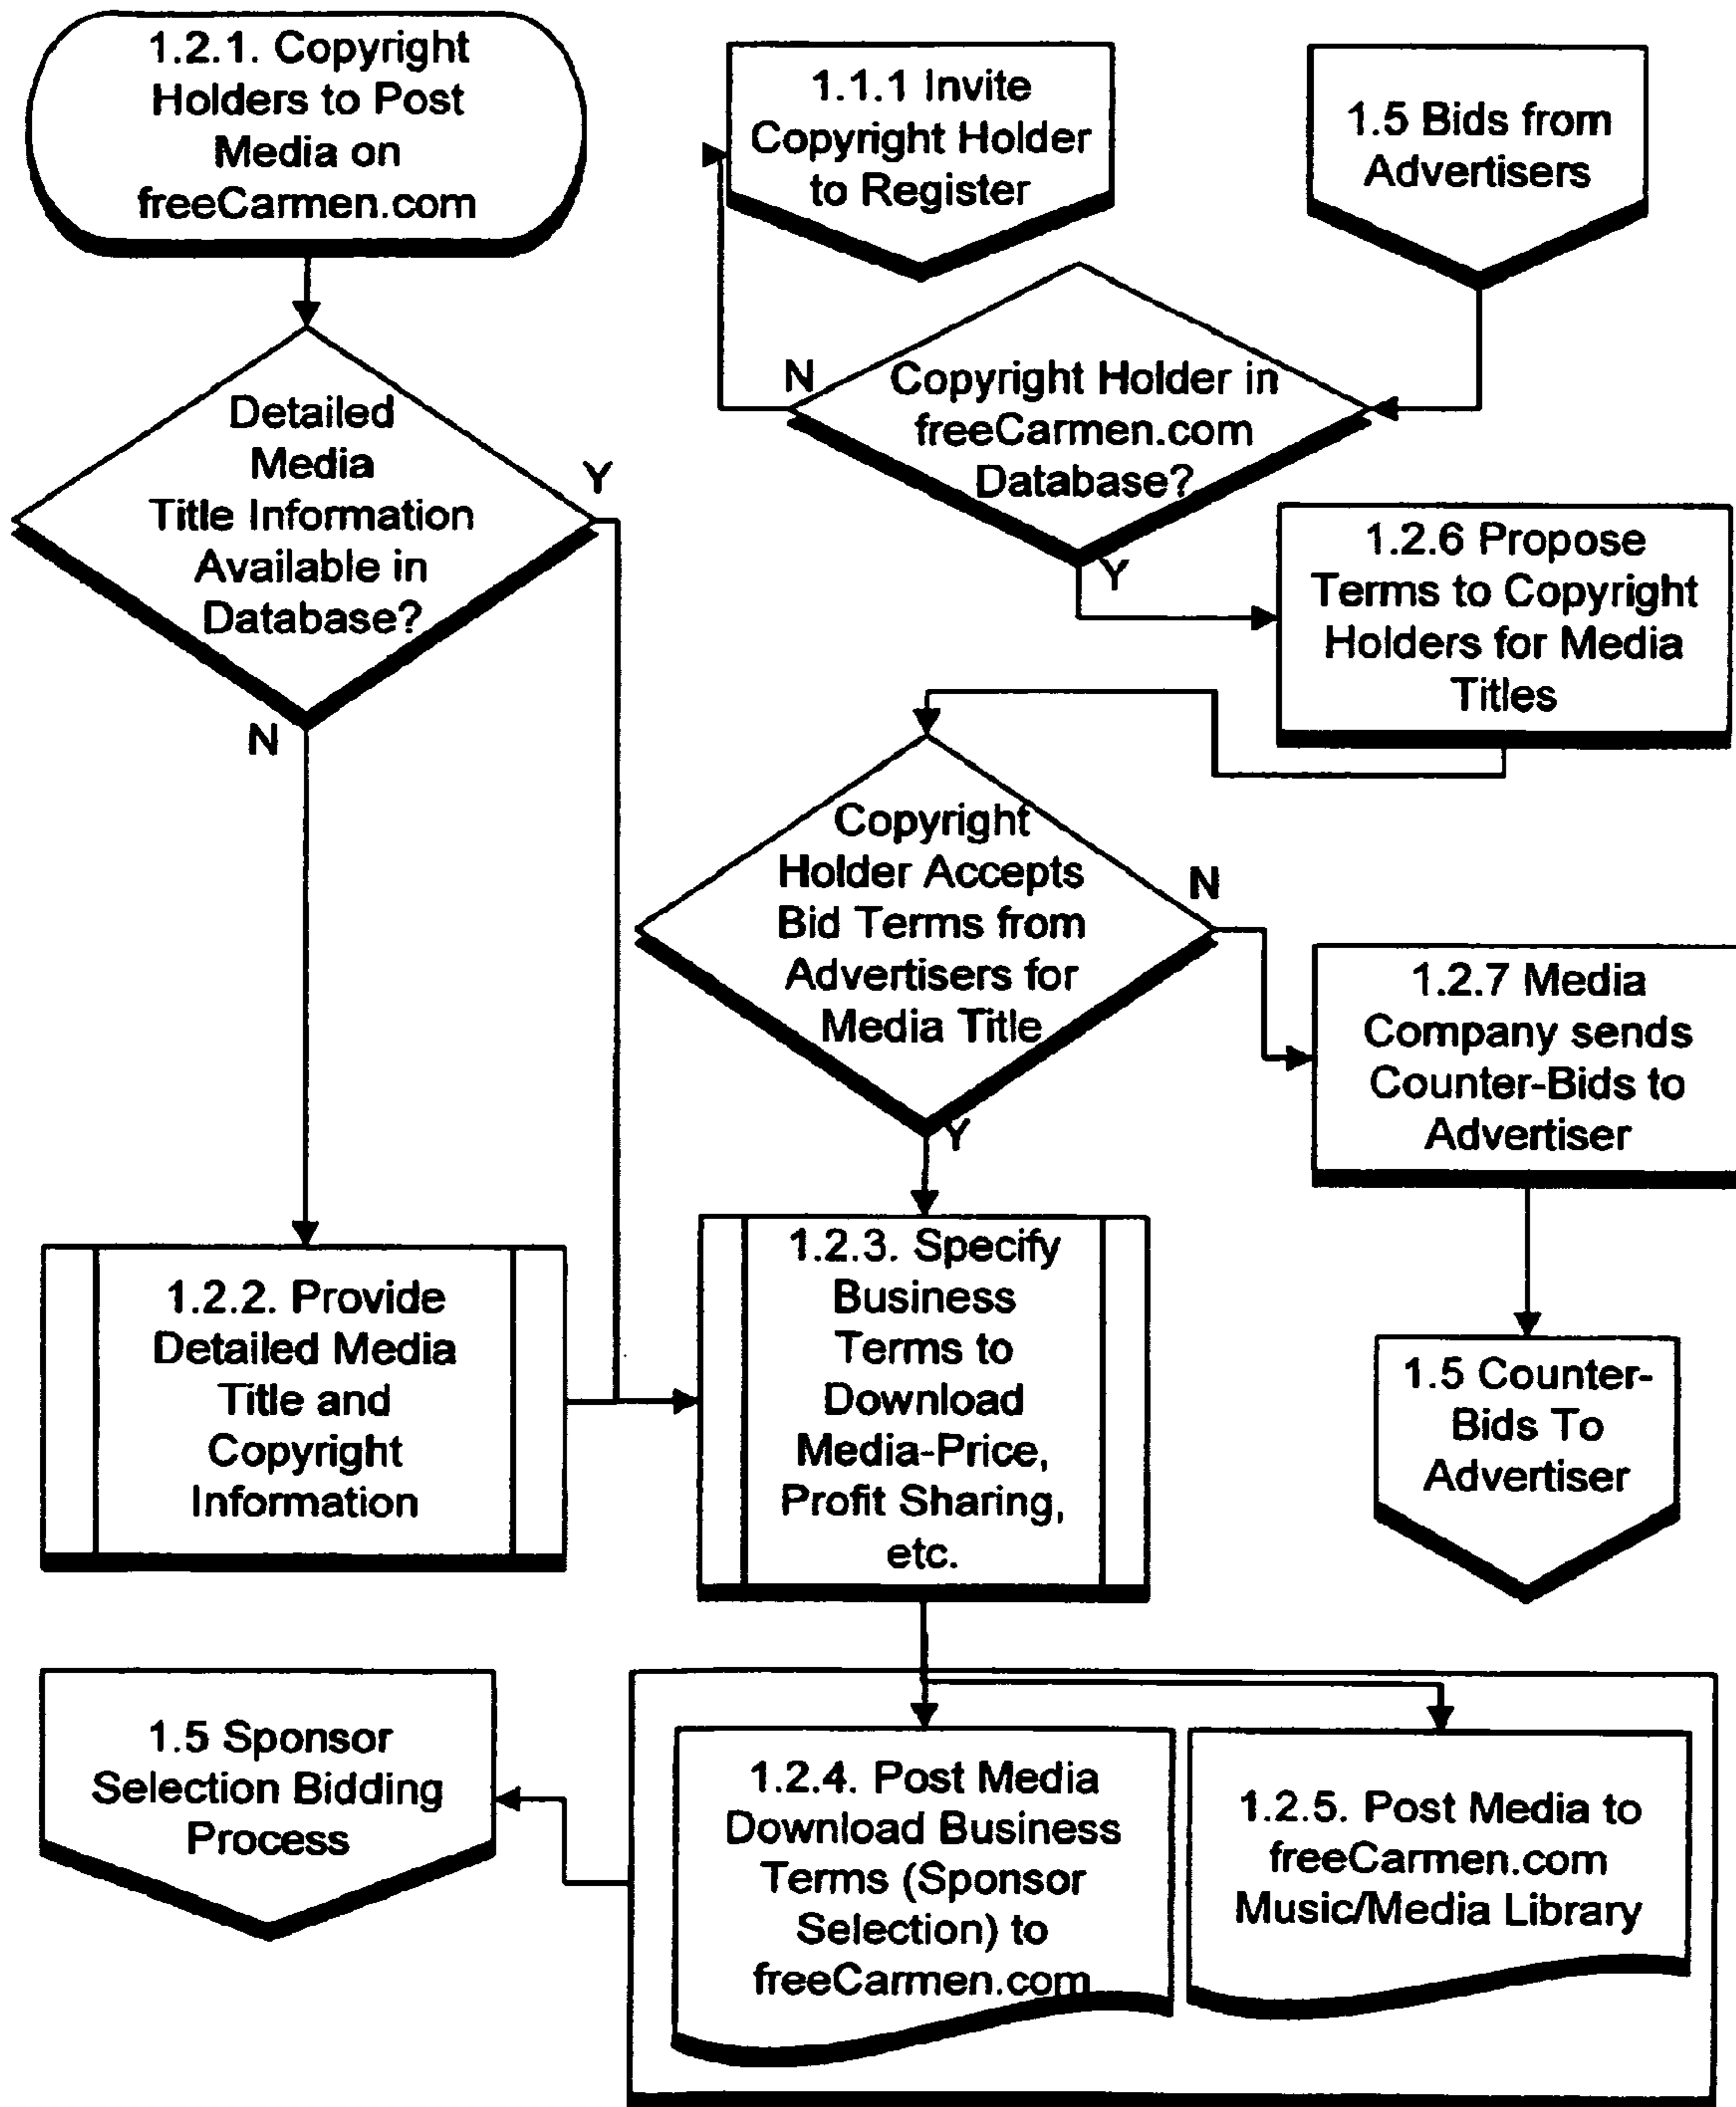 1.2.1. Copyright
Holders to Post
Media on
freeCarmen.com
1.1.1 Invite
Copyright Holder
to Register
1.5 Bids from
Advertisers
Detailed
Media
Title Information
Available in
Database?
Y
N
N
Copyright Holder in
freeCarmen.com
Database?
Y
1.2.6 Propose
Terms to Copyright
Holders for Media
Titles
Copyright
Holder Accepts
Bid Terms from
Advertisers for
Media Title
N
Y
1.2.7 Media
Company sends
Counter-Bids to
Advertiser
1.2.2. Provide
Detailed Media
Title and
Copyright
Information
1.2.3. Specify
Business
Terms to
Download
Media-Price,
Profit Sharing,
etc.
1.5 Counter-
Bids To
Advertiser
1.5 Sponsor
Selection Bidding
Process
1.2.4. Post Media
Download Business
Terms (Sponsor
Selection) to
freeCarmen.com
1.2.5. Post Media to
freeCarmen.com
Music/Media Library